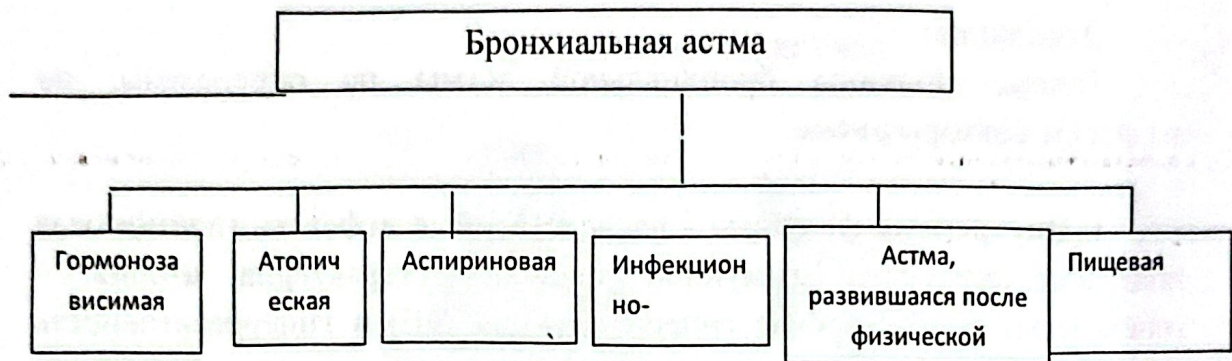 Бронхиальная астма
Гормоноза
висимая
Атопич
еская
Аспириновая
Инфекцион
но-
Астма,
развившаяся после
физической
Пищевая